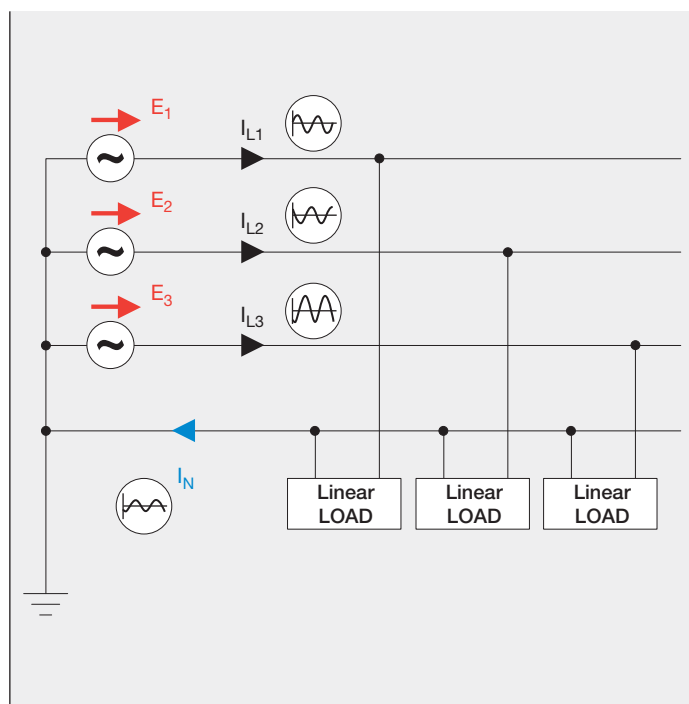 E1
IL1
E2
IL2
E3
IL3
IN
Linear
LOAD
Linear
LOAD
Linear
LOAD